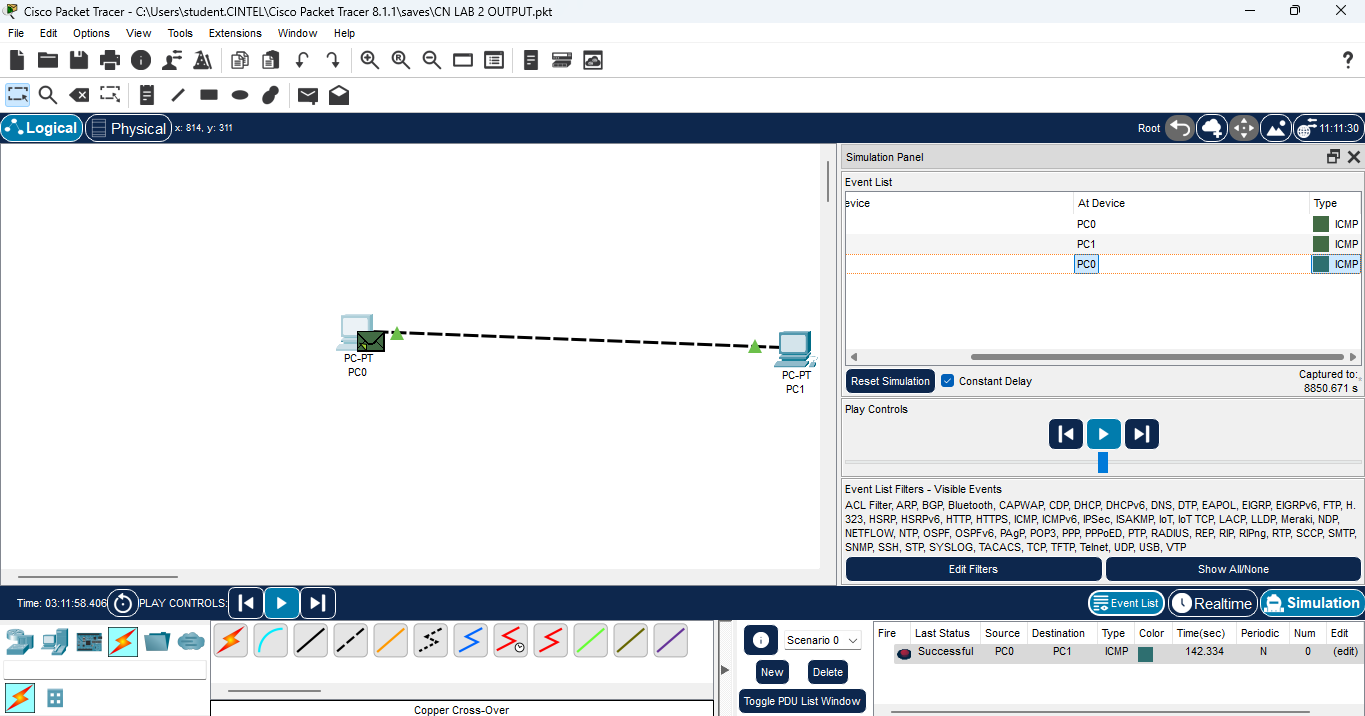 Cisco Packet Tracer - C:\Users\student.CINTEL\Cisco Packet Tracer 8.1.1\saves\CN LAB 2 OUTPUT.pkt
File Edit Options View Tools Extensions Window Help
Logical Physical x: 814, y: 311 Root 11:11:30
Simulation Panel
Event List
evice At Device Type
PC0 ICMP
PC1 ICMP
PC0 ICMP
PC-PT
PC0
PC-PT
PC1
Reset Simulation Constant Delay Captured to:
8850.671 s
Play Controls
Event List Filters - Visible Events
ACL Filter, ARP, BGP, Bluetooth, CAPWAP, CDP, DHCP, DHCPv6, DNS, DTP, EAPOL, EIGRP, EIGRPv6, FTP, H.
323, HSRP, HSRPv6, HTTP, HTTPS, ICMP, ICMPv6, IPSec, ISAKMP, IoT, IoT TCP, LACP, LLDP, Meraki, NDP,
NETFLOW, NTP, OSPF, OSPFv6, PAgP, POP3, PPP, PPPoED, PTP, RADIUS, REP, RIP, RIPng, RTP, SCCP, SMTP,
SNMP, SSH, STP, SYSLOG, TACACS, TCP, TFTP, Telnet, UDP, USB, VTP
Edit Filters Show All/None
Time: 03:11:58.406 PLAY CONTROLS: Event List Realtime Simulation
Scenario 0
New Delete
Toggle PDU List Window
Fire Last Status Source Destination Type Color Time(sec) Periodic Num Edit
Successful PC0 PC1 ICMP 142.334 N 0 (edit)
Copper Cross-Over